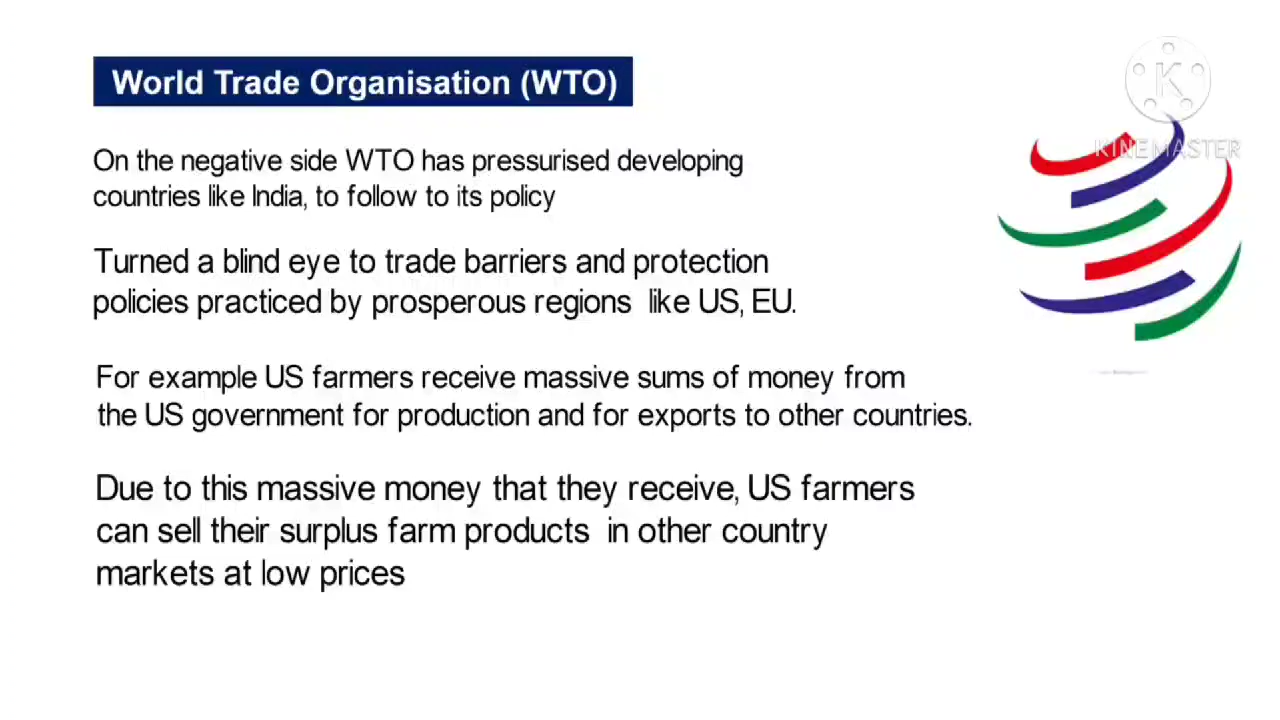 World Trade Organisation (WTO)
K
KINEMASTER
On the negative side WTO has pressurised developing
countries like India, to follow to its policy
Turned a blind eye to trade barriers and protection
policies practiced by prosperous regions like US, EU.
For example US farmers receive massive sums of money from
the US government for production and for exports to other countries.
Due to this massive money that they receive, US farmers
can sell their surplus farm products in other country
markets at low prices